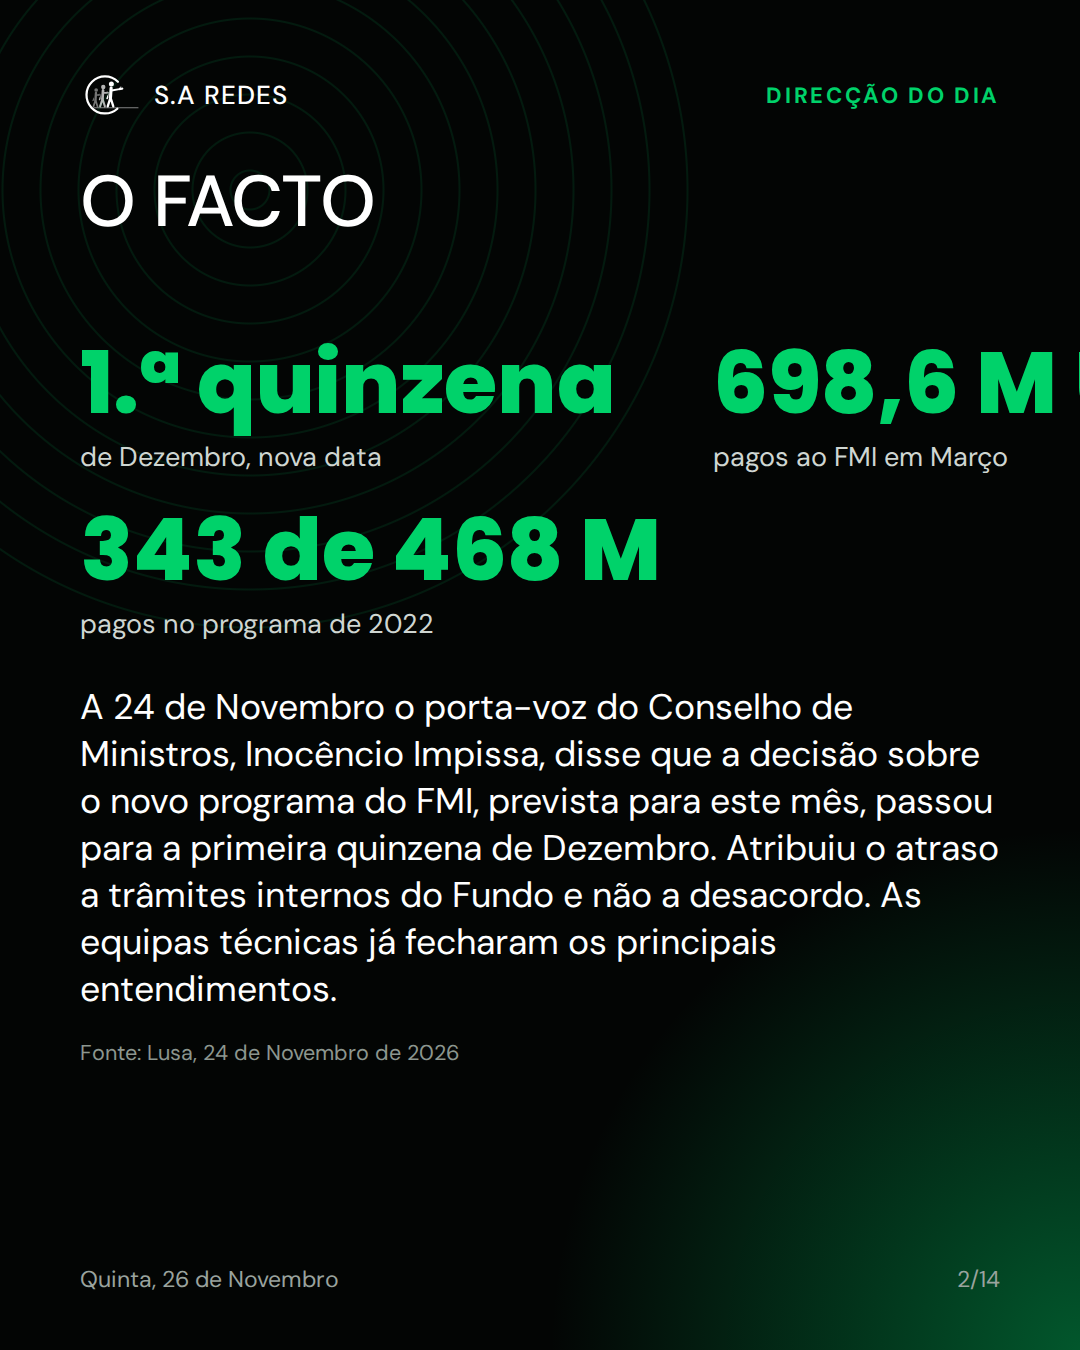 S.A REDES
DIRECÇÃO DO DIA
O FACTO
1.ª quinzena
698,6 M
de Dezembro, nova data
pagos ao FMI em Março
343 de 468 M
pagos no programa de 2022
A 24 de Novembro o porta-voz do Conselho de
Ministros, Inocêncio Impissa, disse que a decisão sobre
o novo programa do FMI, prevista para este mês, passou
para a primeira quinzena de Dezembro. Atribuiu o atraso
a trâmites internos do Fundo e não a desacordo. As
equipas técnicas já fecharam os principais
entendimentos.
Fonte: Lusa, 24 de Novembro de 2026
Quinta, 26 de Novembro
2/14